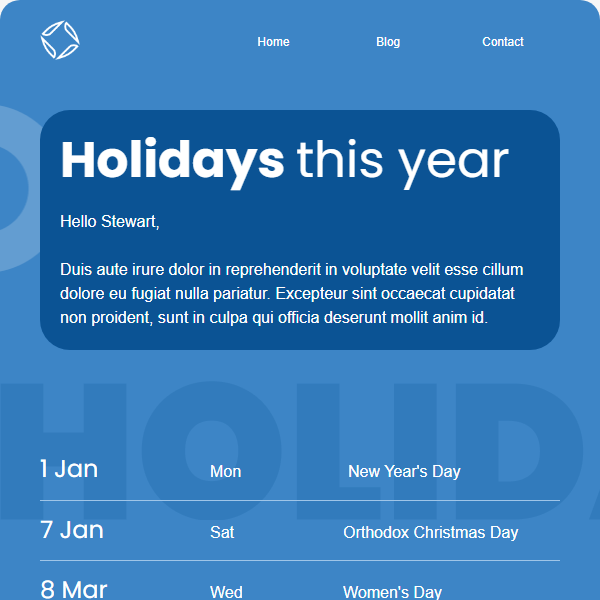 Home Blog Contact
Holidays this year
Hello Stewart,
Duis aute irure dolor in reprehenderit in voluptate velit esse cillum
dolore eu fugiat nulla pariatur. Excepteur sint occaecat cupidatat
non proident, sunt in culpa qui officia deserunt mollit anim id.
HOLIDA
1 Jan Mon New Year's Day
7 Jan Sat Orthodox Christmas Day
8 Mar Wed Women's Day